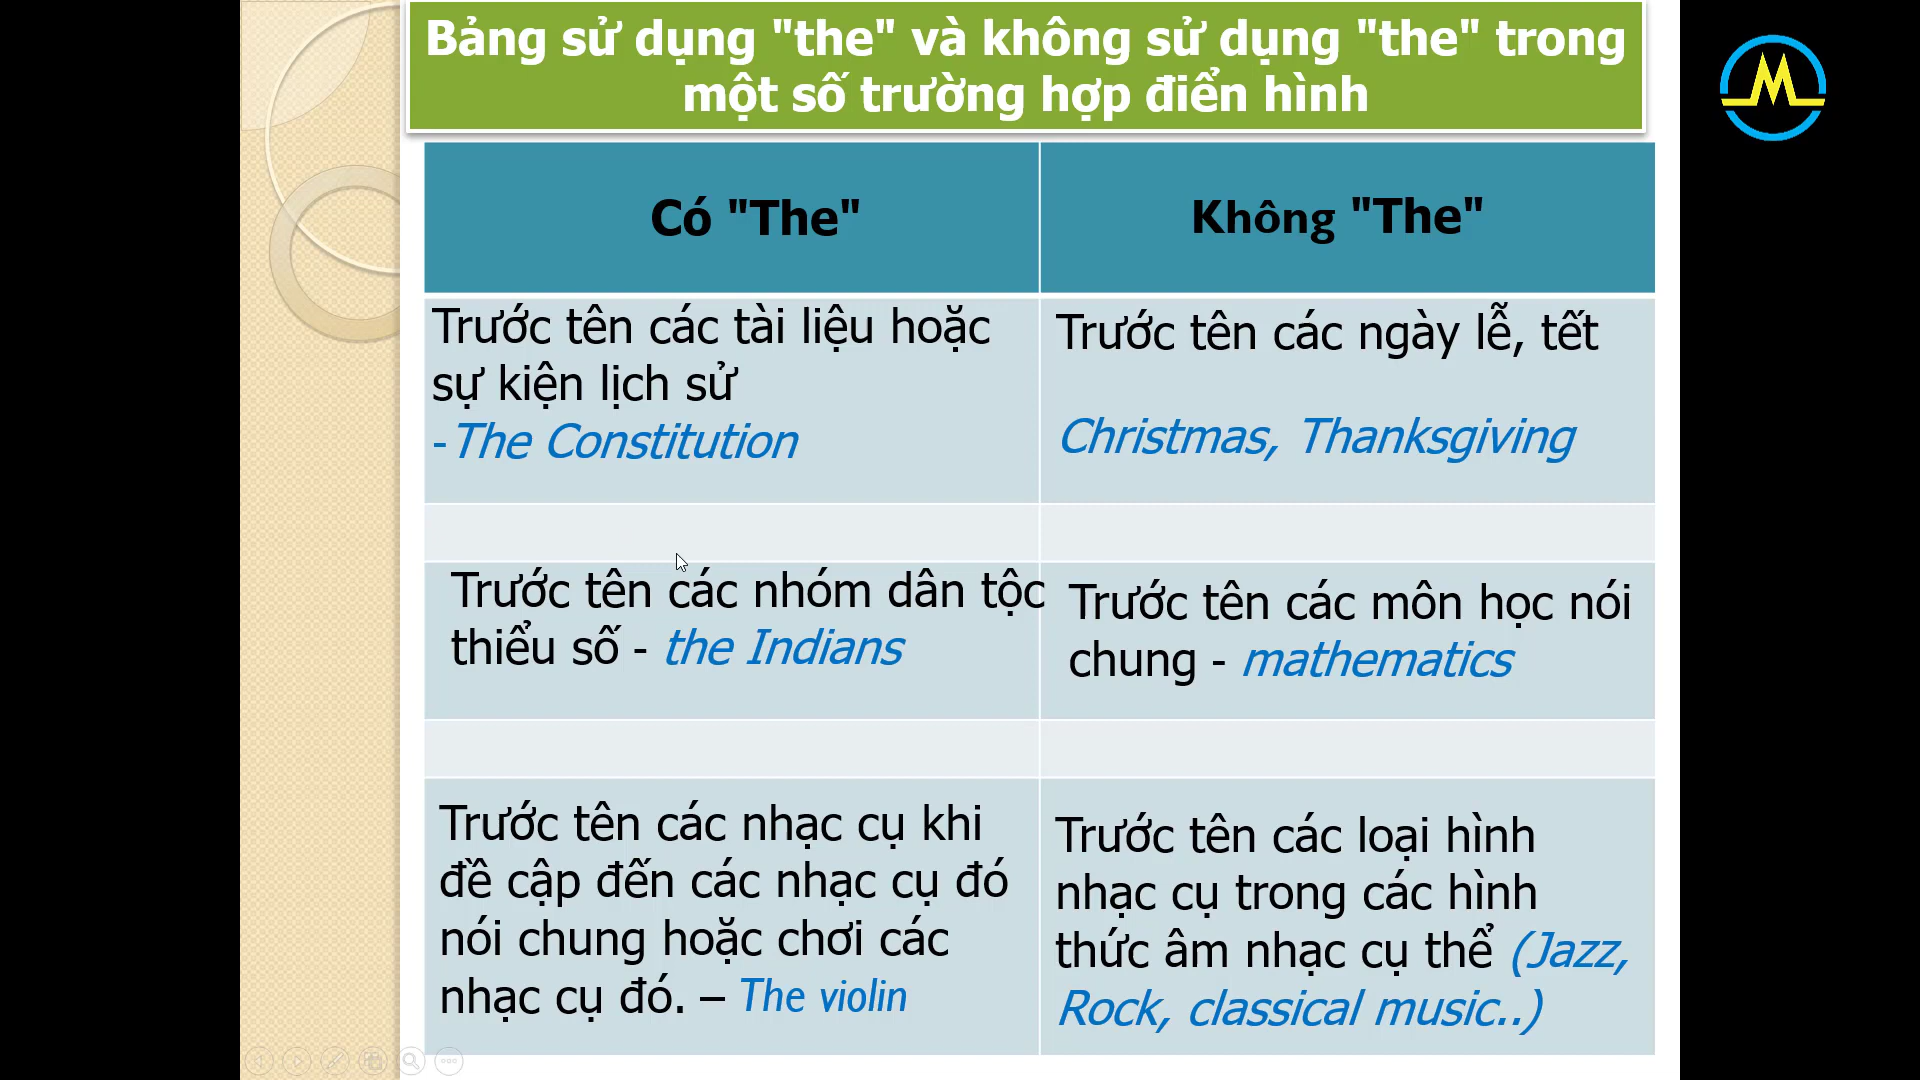 Bảng sử dụng "the" và không sử dụng "the" trong
một số trường hợp điển hình
Có "The"
Không "The"
Trước tên các tài liệu hoặc
sự kiện lịch sử
-The Constitution
Trước tên các ngày lễ, tết
Christmas, Thanksgiving
Trước tên các nhóm dân tộc
thiểu số - the Indians
Trước tên các môn học nói
chung - mathematics
Trước tên các nhạc cụ khi
đề cập đến các nhạc cụ đó
nói chung hoặc chơi các
nhạc cụ đó. – The violin
Trước tên các loại hình
nhạc cụ trong các hình
thức âm nhạc cụ thể (Jazz,
Rock, classical music..)